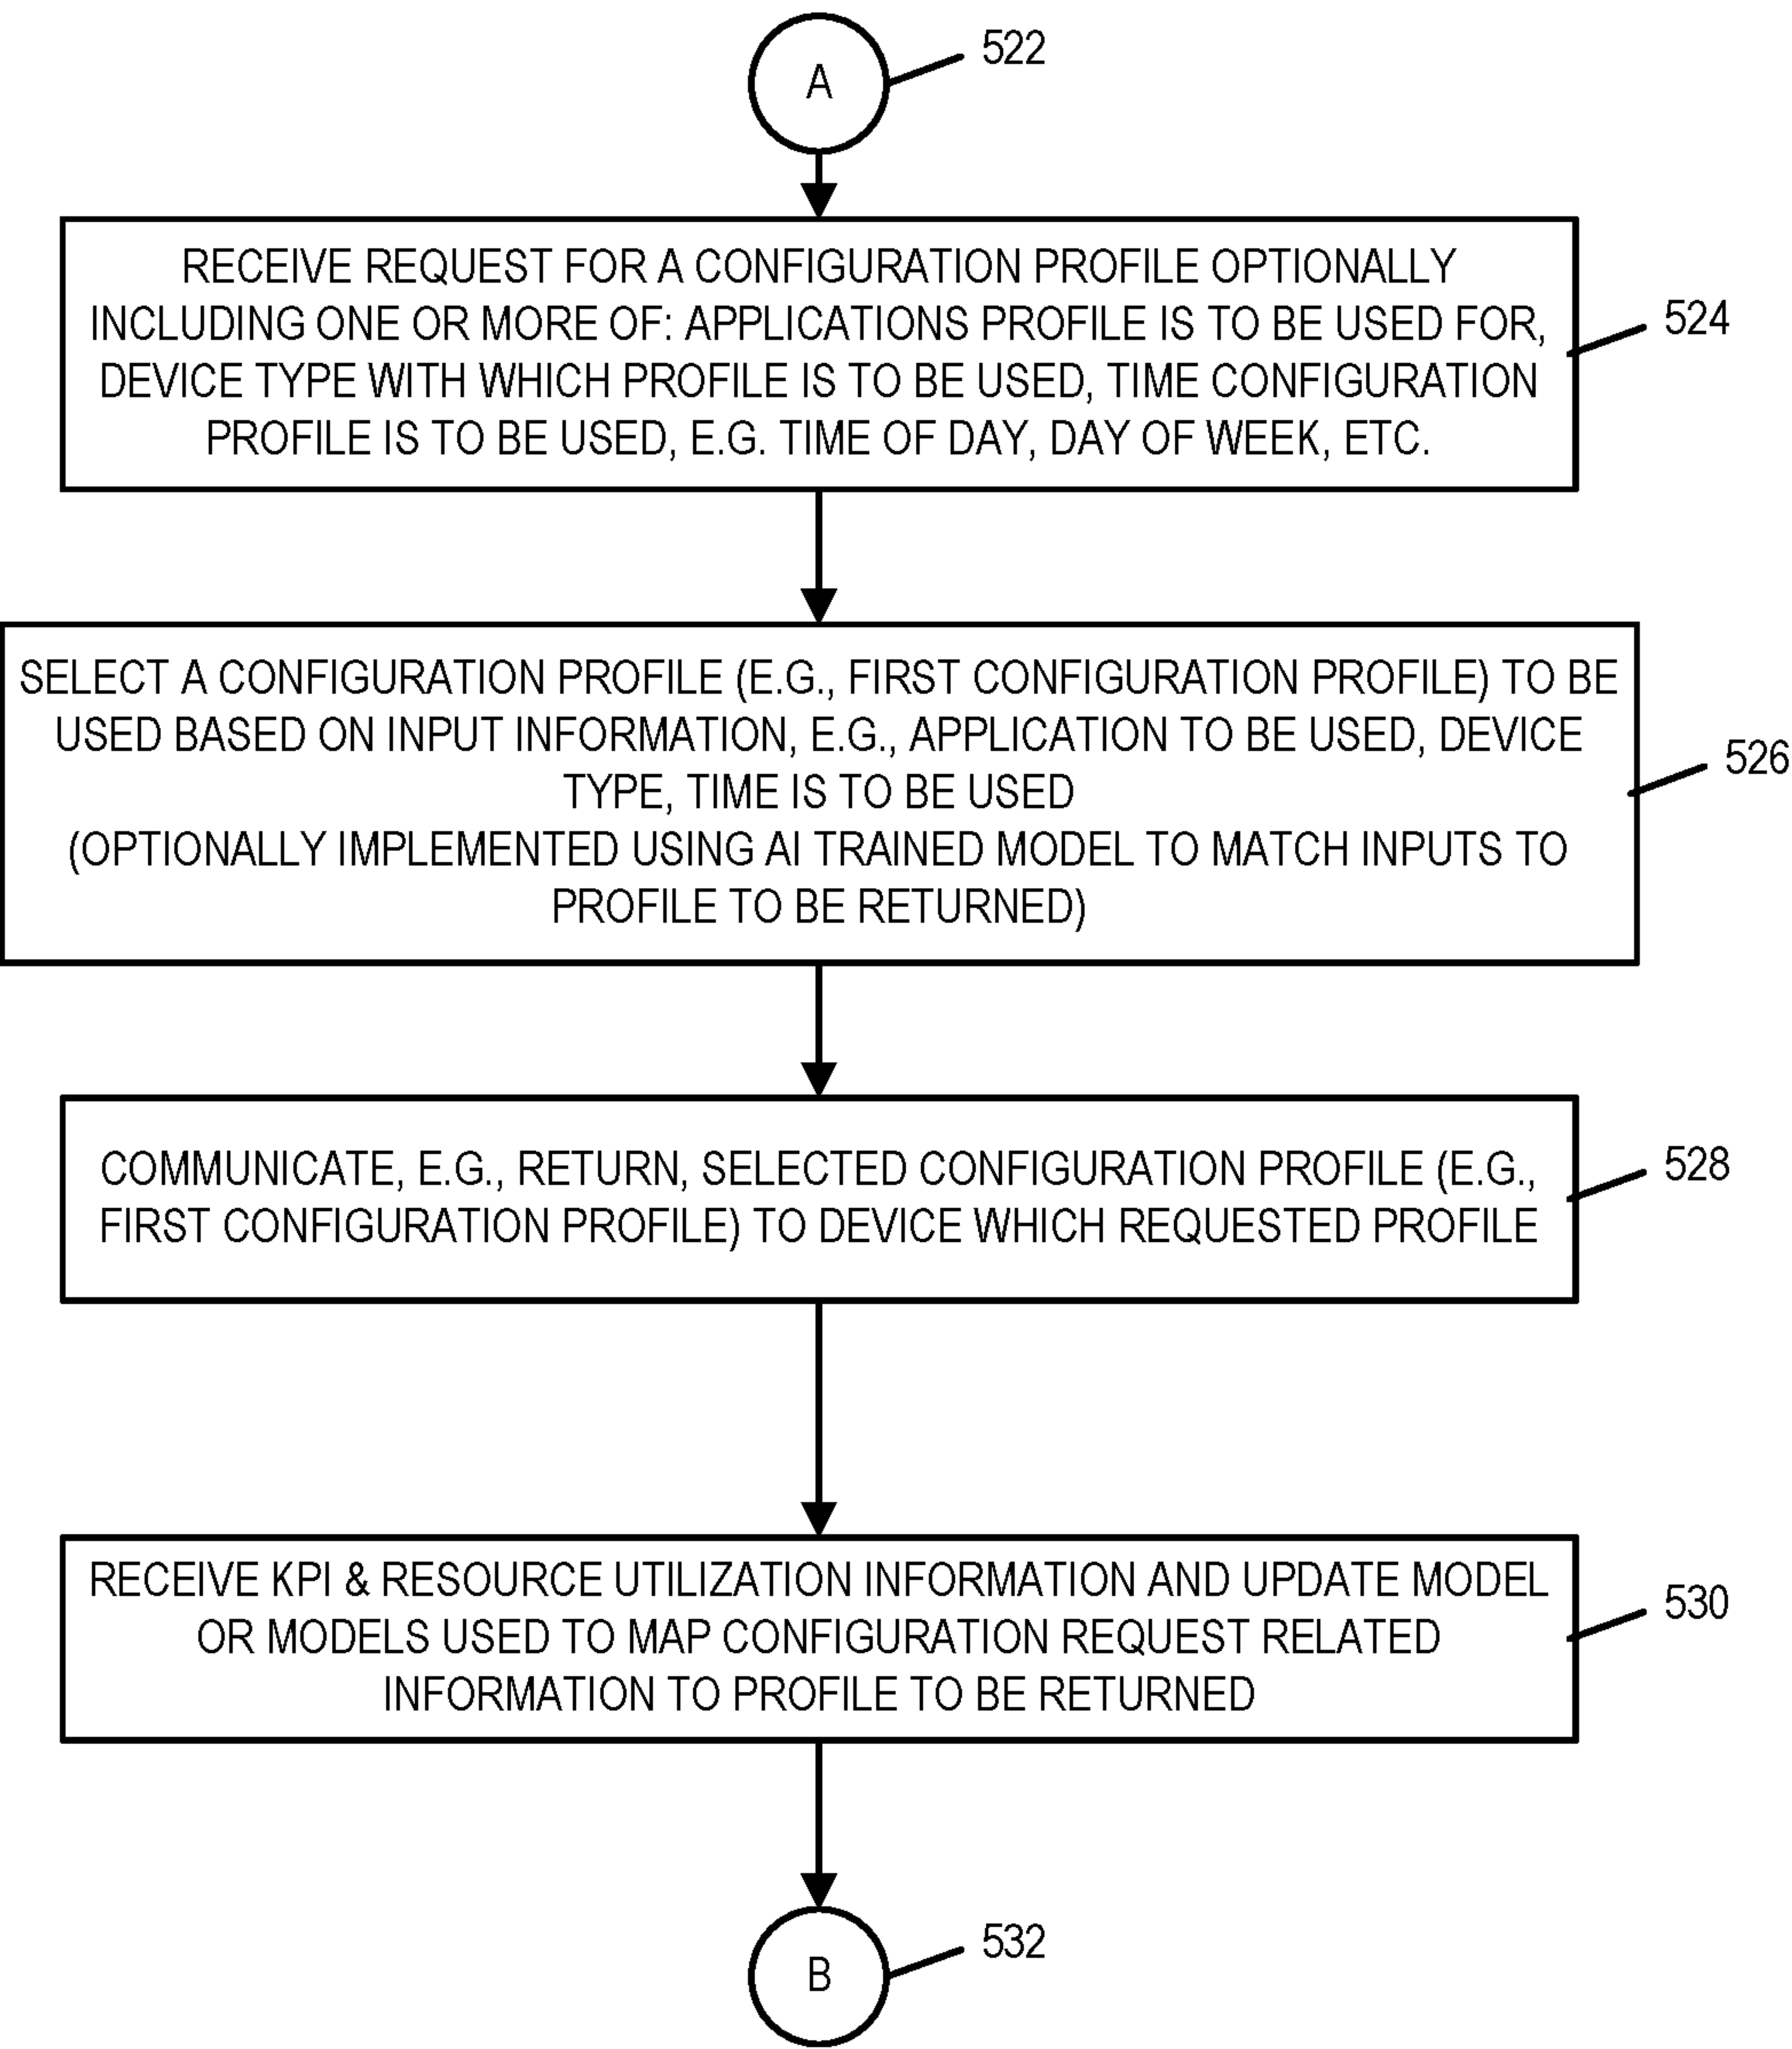 A
522
RECEIVE REQUEST FOR A CONFIGURATION PROFILE OPTIONALLY
INCLUDING ONE OR MORE OF: APPLICATIONS PROFILE IS TO BE USED FOR,
DEVICE TYPE WITH WHICH PROFILE IS TO BE USED, TIME CONFIGURATION
PROFILE IS TO BE USED, E.G. TIME OF DAY, DAY OF WEEK, ETC.
524
SELECT A CONFIGURATION PROFILE (E.G., FIRST CONFIGURATION PROFILE) TO BE
USED BASED ON INPUT INFORMATION, E.G., APPLICATION TO BE USED, DEVICE
TYPE, TIME IS TO BE USED
(OPTIONALLY IMPLEMENTED USING AI TRAINED MODEL TO MATCH INPUTS TO
PROFILE TO BE RETURNED)
526
COMMUNICATE, E.G., RETURN, SELECTED CONFIGURATION PROFILE (E.G.,
FIRST CONFIGURATION PROFILE) TO DEVICE WHICH REQUESTED PROFILE
528
RECEIVE KPI & RESOURCE UTILIZATION INFORMATION AND UPDATE MODEL
OR MODELS USED TO MAP CONFIGURATION REQUEST RELATED
INFORMATION TO PROFILE TO BE RETURNED
530
B
532